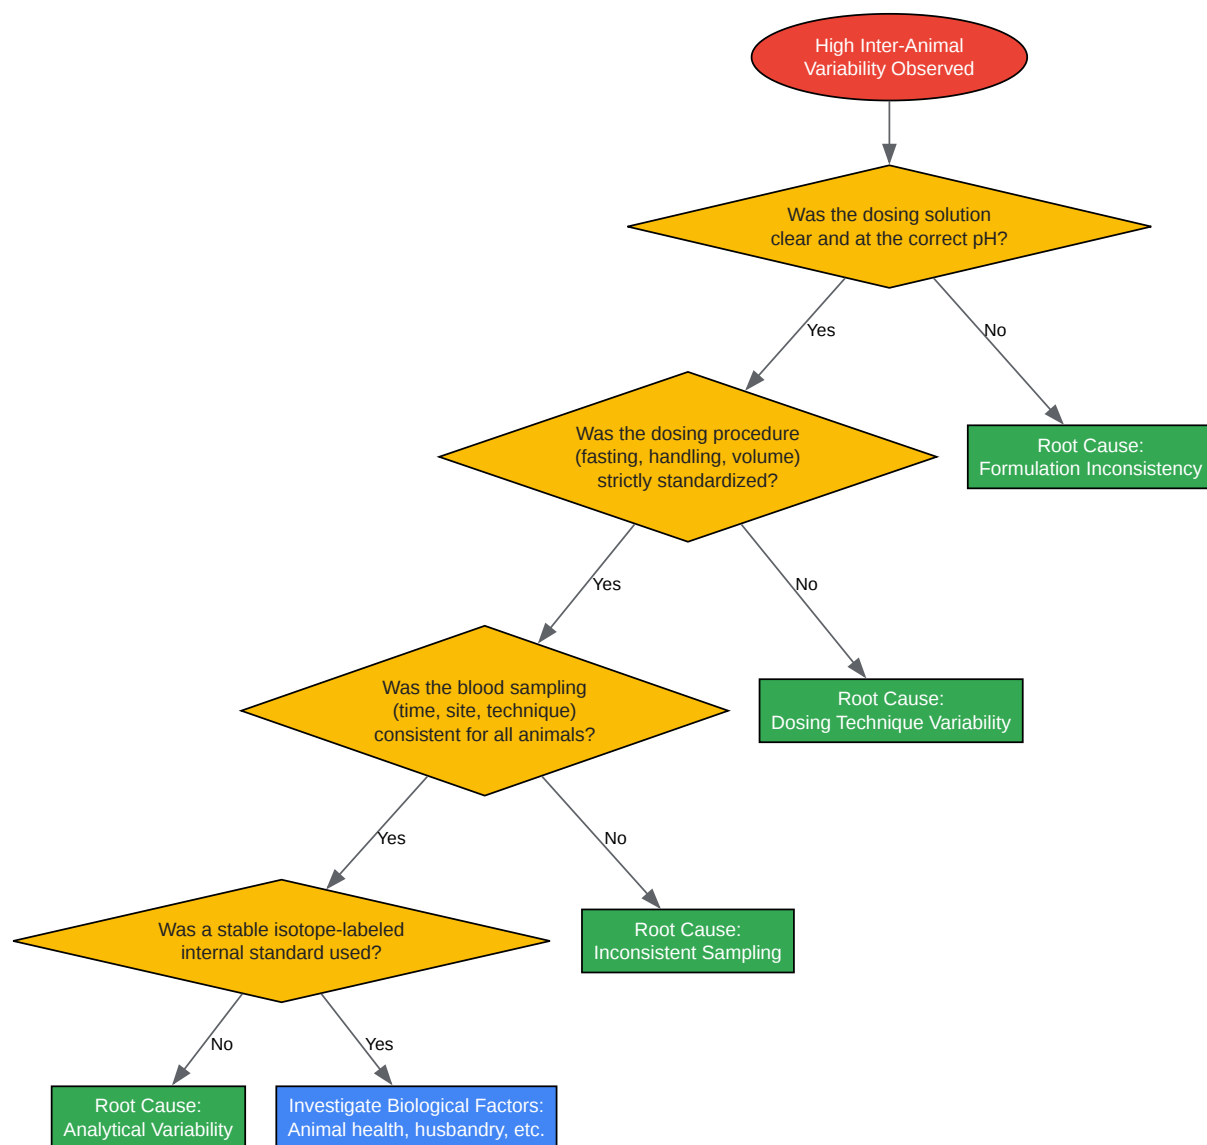 High Inter-Animal
Variability Observed
Was the dosing solution
clear and at the correct pH?
Yes
No
Was the dosing procedure
(fasting, handling, volume)
strictly standardized?
Root Cause:
Formulation Inconsistency
Yes
No
Was the blood sampling
(time, site, technique)
consistent for all animals?
Root Cause:
Dosing Technique Variability
Yes
No
Was a stable isotope-labeled
internal standard used?
Root Cause:
Inconsistent Sampling
No
Yes
Root Cause:
Analytical Variability
Investigate Biological Factors:
Animal health, husbandry, etc.